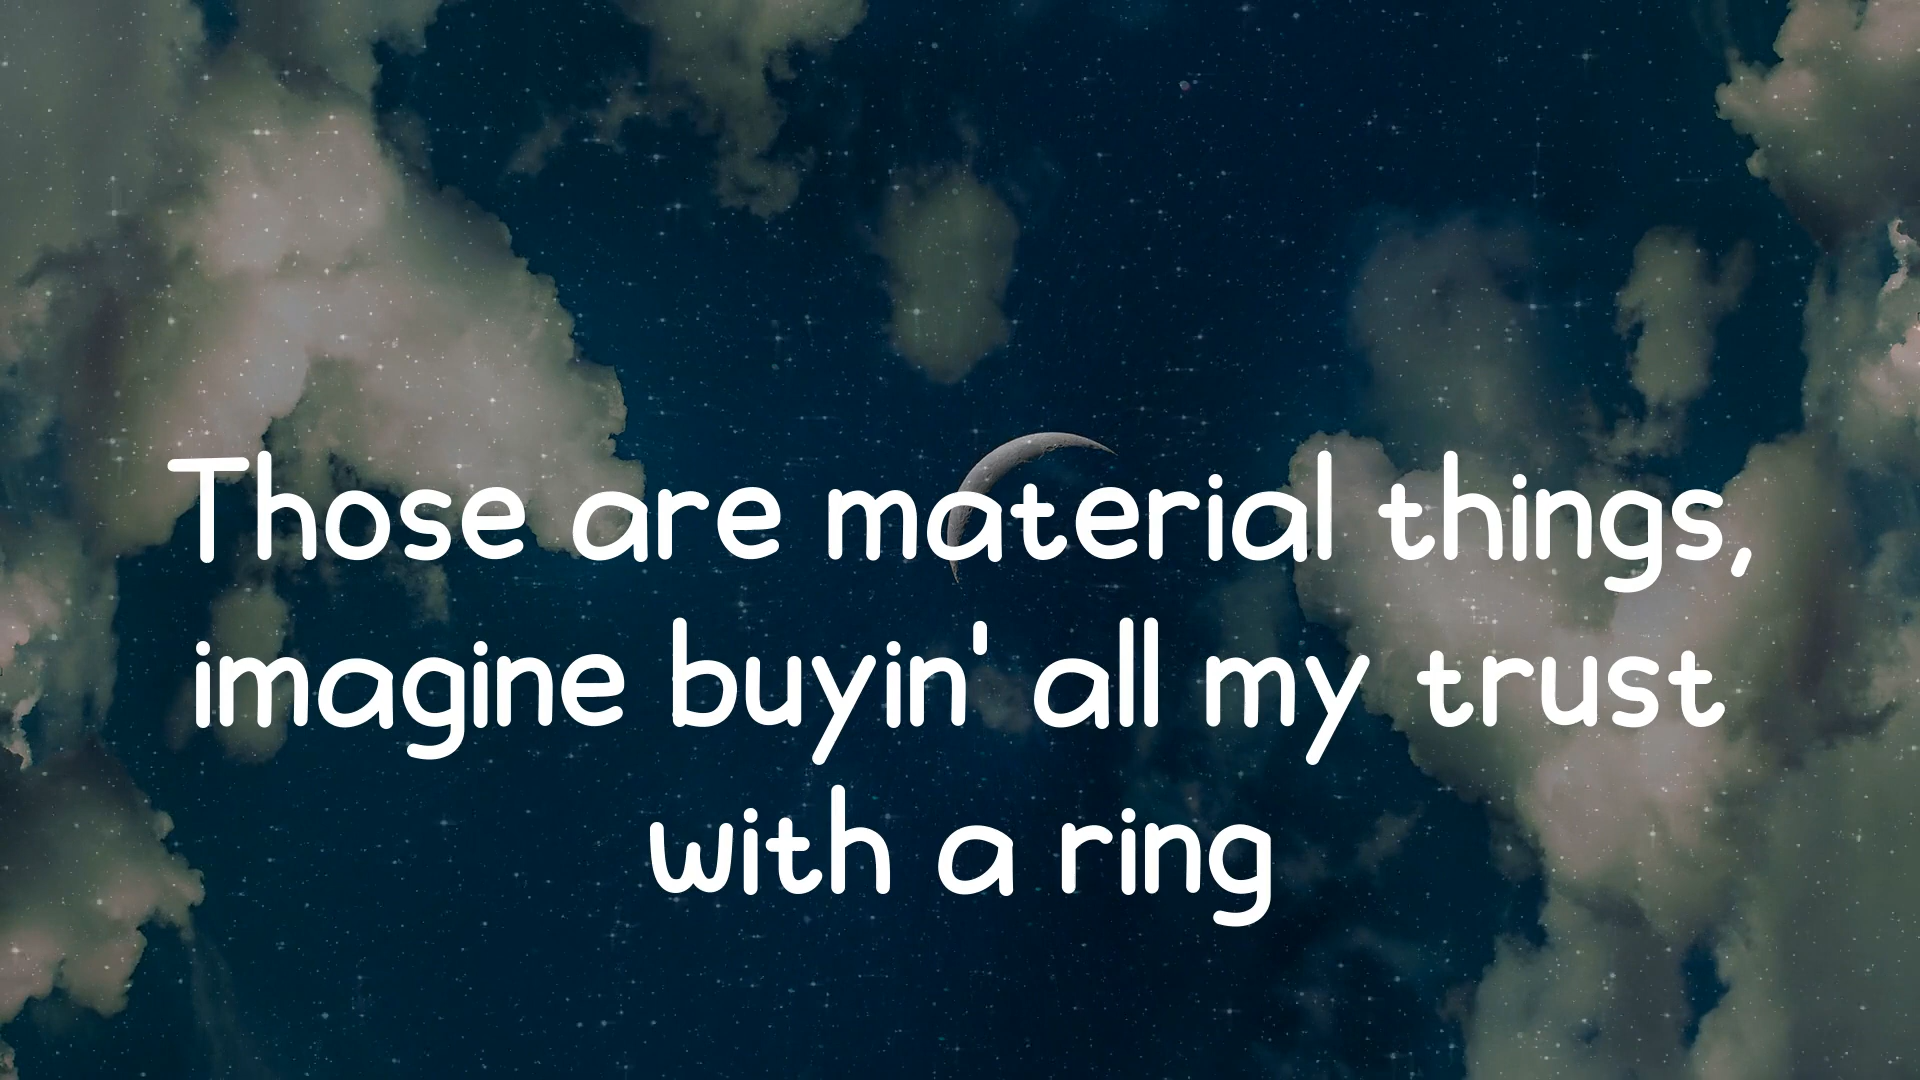 Those are material things,
imagine buyin' all my trust
with a ring